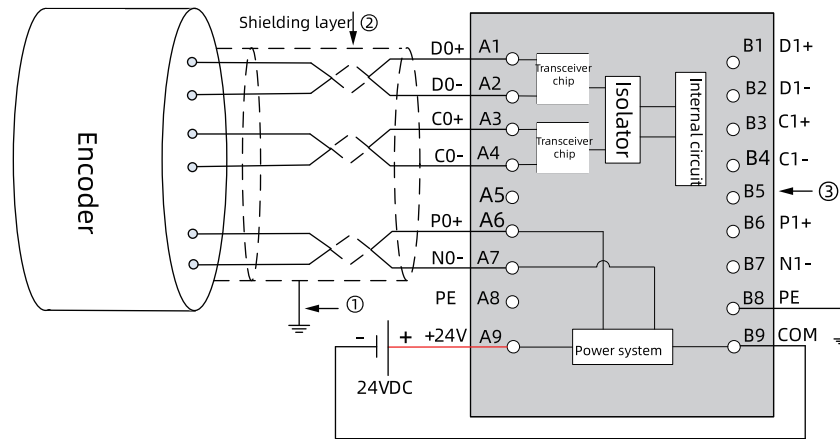 Shielding layer ②
Encoder
D0+ A1
D0- A2
C0+ A3
C0- A4
A5
P0+ A6
N0- A7
PE A8
+24V A9
①
- +
24VDC
Transceiver
chip
Transceiver
chip
Isolator
Internal circuit
Power system
B1 D1+
B2 D1-
B3 C1+
B4 C1-
B5 ③
B6 P1+
B7 N1-
B8 PE
B9 COM